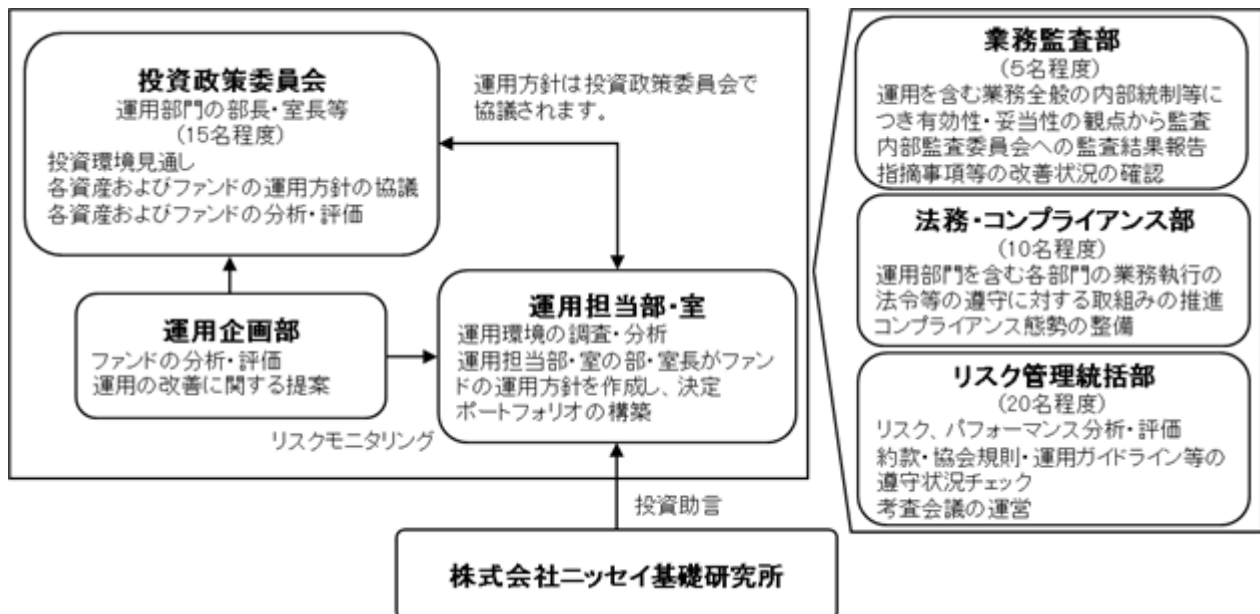 投資政策委員会
運用部門の部長・室長等
(15名程度)
投資環境見通し
各資産およびファンドの運用方針の協議
各資産およびファンドの分析・評価
運用方針は投資政策委員会で
協議されます。
運用企画部
ファンドの分析・評価
運用の改善に関する提案
リスクモニタリング
運用担当部・室
運用環境の調査・分析
運用担当部・室の部・室長がファン
ドの運用方針を作成し、決定
ポートフォリオの構築
投資助言
株式会社ニッセイ基礎研究所
業務監査部
(5名程度)
運用を含む業務全般の内部統制等に
つき有効性・妥当性の観点から監査
内部監査委員会への監査結果報告
指摘事項等の改善状況の確認
法務・コンプライアンス部
(10名程度)
運用部門を含む各部門の業務執行の
法令等の遵守に対する取組みの推進
コンプライアンス態勢の整備
リスク管理統括部
(20名程度)
リスク、パフォーマンス分析・評価
約款・協会規則・運用ガイドライン等の
遵守状況チェック
考査会議の運営